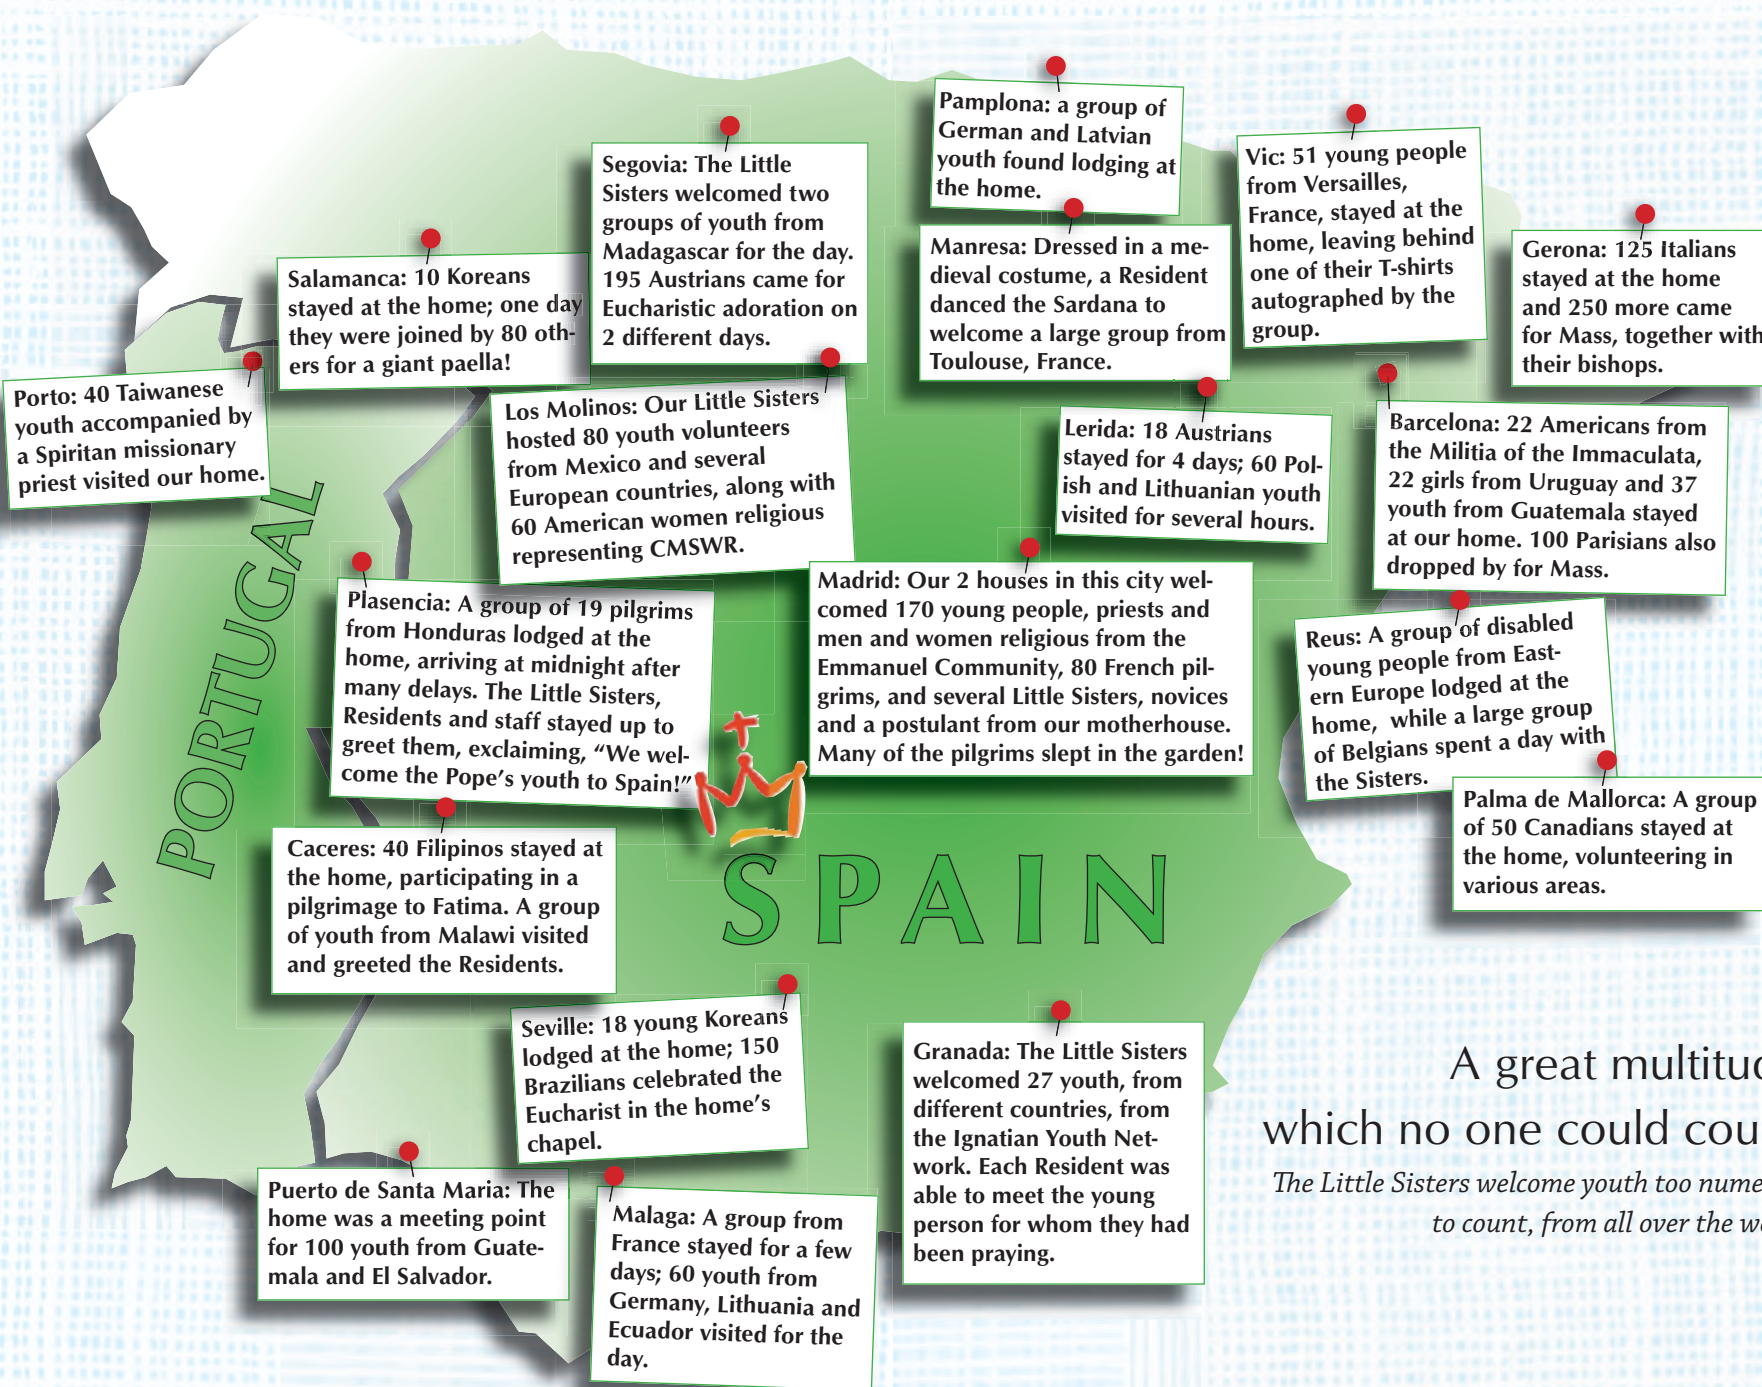 Pamplona: a group of
German and Latvian
youth found lodging at
the home.
Vic: 51 young people
from Versailles,
France, stayed at the
home, leaving behind
one of their T-shirts
autographed by the
group.
Segovia: The Little
Sisters welcomed two
groups of youth from
Madagascar for the day.
195 Austrians came for
Eucharistic adoration on
2 different days.
Manresa: Dressed in a me-
dieval costume, a Resident
danced the Sardana to
welcome a large group from
Toulouse, France.
Gerona: 125 Italians
stayed at the home
and 250 more came
for Mass, together with
their bishops.
Salamanca: 10 Koreans
stayed at the home; one day
they were joined by 80 oth-
ers for a giant paella!
Porto: 40 Taiwanese
youth accompanied by
a Spiritan missionary
priest visited our home.
Los Molinos: Our Little Sisters
hosted 80 youth volunteers
from Mexico and several
European countries, along with
60 American women religious
representing CMSWR.
Lerida: 18 Austrians
stayed for 4 days; 60 Pol-
ish and Lithuanian youth
visited for several hours.
Barcelona: 22 Americans from
the Militia of the Immaculata,
22 girls from Uruguay and 37
youth from Guatemala stayed
at our home. 100 Parisians also
dropped by for Mass.
PORTUGAL
Plasencia: A group of 19 pilgrims
from Honduras lodged at the
home, arriving at midnight after
many delays. The Little Sisters,
Residents and staff stayed up to
greet them, exclaiming, “We wel-
come the Pope’s youth to Spain!”
Madrid: Our 2 houses in this city wel-
comed 170 young people, priests and
men and women religious from the
Emmanuel Community, 80 French pil-
grims, and several Little Sisters, novices
and a postulant from our motherhouse.
Many of the pilgrims slept in the garden!
Reus: A group of disabled
young people from East-
ern Europe lodged at the
home, while a large group
of Belgians spent a day with
the Sisters.
Palma de Mallorca: A group
of 50 Canadians stayed at
the home, volunteering in
various areas.
Caceres: 40 Filipinos stayed at
the home, participating in a
pilgrimage to Fatima. A group
of youth from Malawi visited
and greeted the Residents.
SPAIN
Seville: 18 young Koreans
lodged at the home; 150
Brazilians celebrated the
Eucharist in the home’s
chapel.
Granada: The Little Sisters
welcomed 27 youth, from
different countries, from
the Ignatian Youth Net-
work. Each Resident was
able to meet the young
person for whom they had
been praying.
Puerto de Santa Maria: The
home was a meeting point
for 100 youth from Guate-
mala and El Salvador.
Malaga: A group from
France stayed for a few
days; 60 youth from
Germany, Lithuania and
Ecuador visited for the
day.
A great
which no one could
The Little Sisters welcome youth too
to count, from all over the